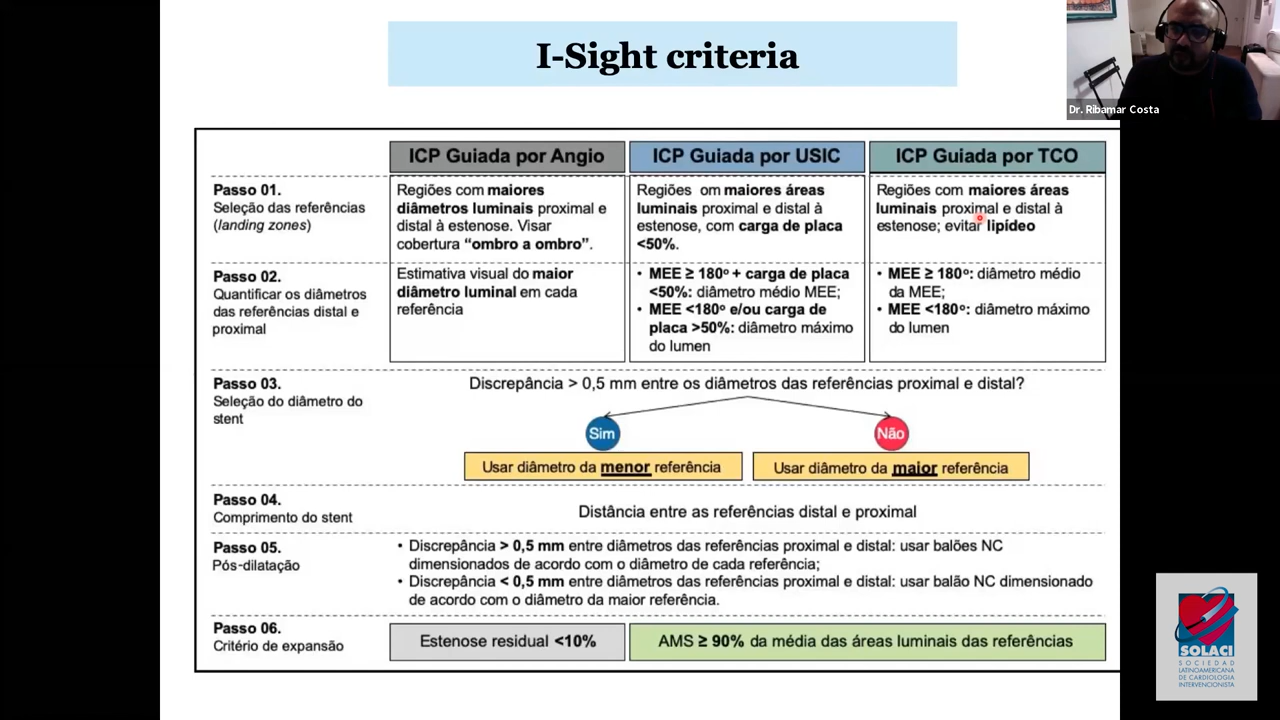 I-Sight criteria
Dr. Ribamar Costa
ICP Guiada por Angio
ICP Guiada por USIC
ICP Guiada por TCO
Passo 01.
Seleção das referências
(landing zones)
Regiões com maiores
diâmetros luminais proximal e
distal à estenose. Visar
cobertura “ombro a ombro”.
Regiões om maiores áreas
luminais proximal e distal à
estenose, com carga de placa
<50%.
Regiões com maiores áreas
luminais proximal e distal à
estenose; evitar lipídeo
Passo 02.
Quantificar os diâmetros
das referências distal e
proximal
Estimativa visual do maior
diâmetro luminal em cada
referência
• MEE ≥ 180º + carga de placa
<50%: diâmetro médio MEE;
• MEE <180º e/ou carga de
placa >50%: diâmetro máximo
do lumen
• MEE ≥ 180º: diâmetro médio
da MEE;
• MEE <180º: diâmetro máximo
do lumen
Passo 03.
Seleção do diâmetro do
stent
Discrepância > 0,5 mm entre os diâmetros das referências proximal e distal?
Sim
Não
Usar diâmetro da menor referência
Usar diâmetro da maior referência
Passo 04.
Comprimento do stent
Distância entre as referências distal e proximal
Passo 05.
Pós-dilatação
• Discrepância > 0,5 mm entre diâmetros das referências proximal e distal: usar balões NC
dimensionados de acordo com o diâmetro de cada referência;
• Discrepância < 0,5 mm entre diâmetros das referências proximal e distal: usar balão NC dimensionado
de acordo com o diâmetro da maior referência.
Passo 06.
Critério de expansão
Estenose residual <10%
AMS ≥ 90% da média das áreas luminais das referências
SOLACI
SOCIEDAD
LATINOAMERICANA
DE CARDIOLOGIA
INTERVENCIONISTA